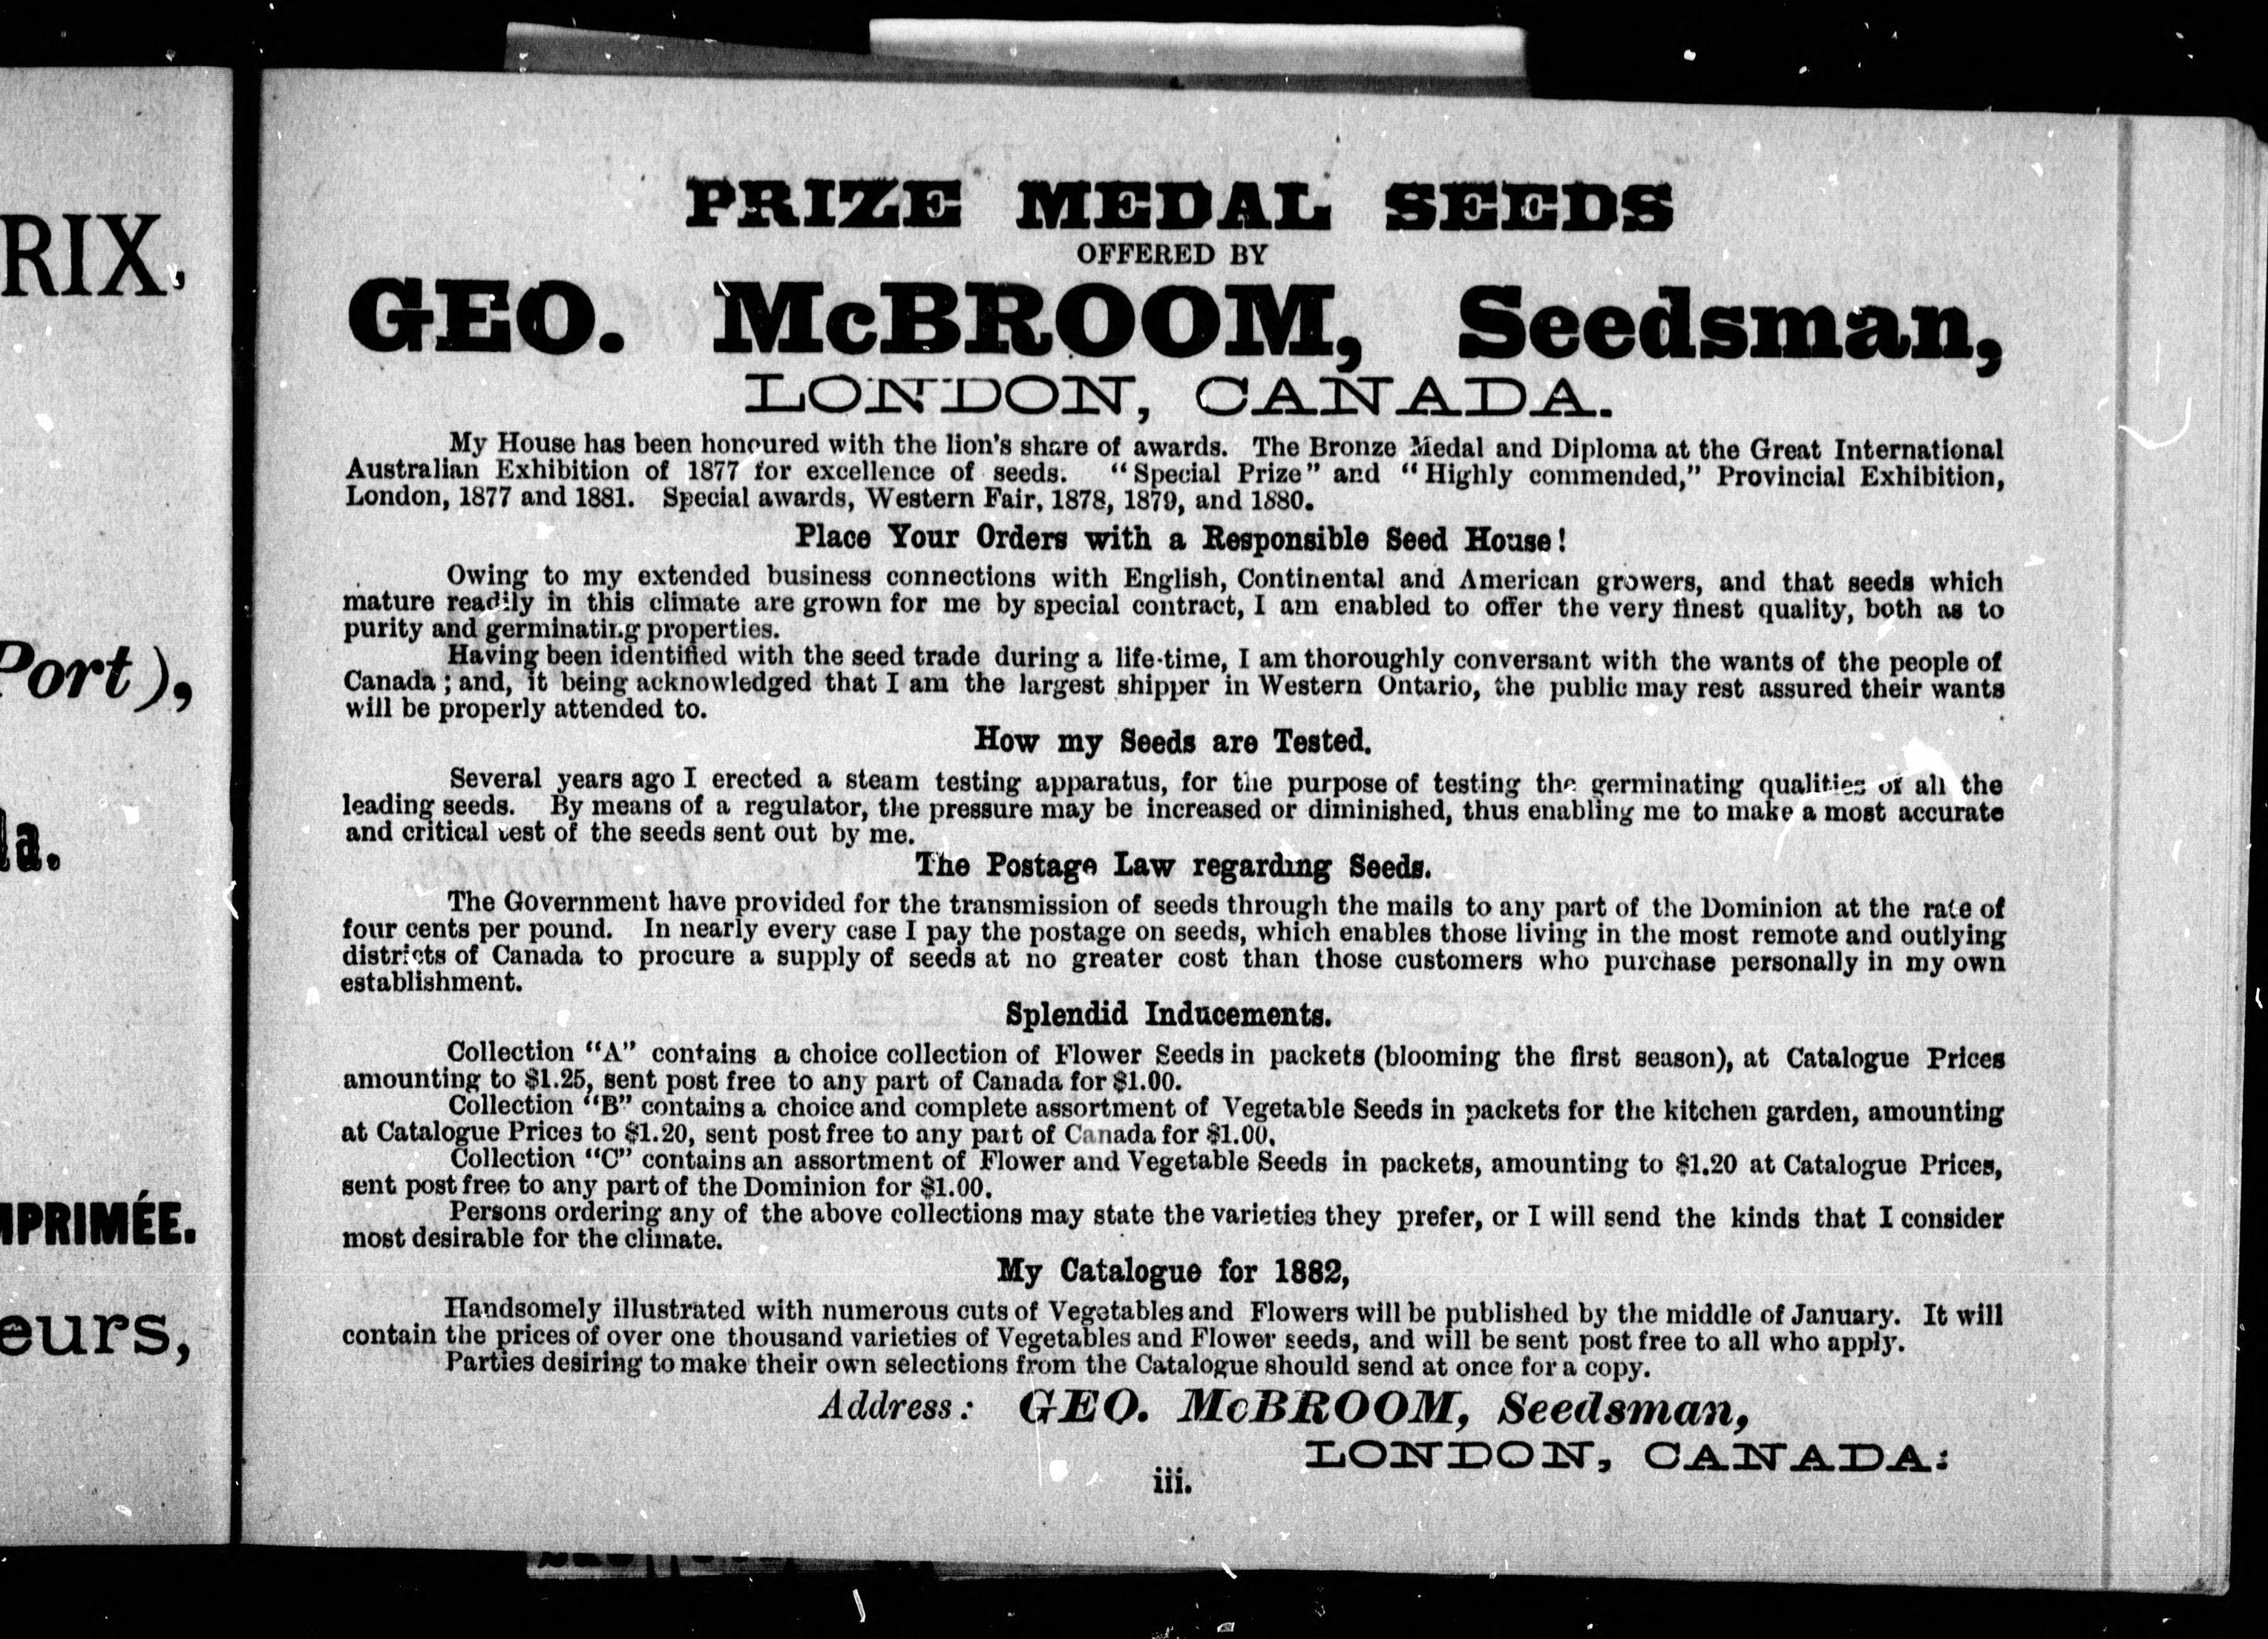 RIX,
Port),
la.
MPRIMÉE.
eurs,
PRIZE MEDAL SEEDS
OFFERED BY
GEO. McBROOM, Seedsman,
LONDON, CANADA.
My House has been honoured with the lion's share of awards. The Bronze Medal and Diploma at the Great International
Australian Exhibition of 1877 for excellence of seeds. "Special Prize" and "Highly commended," Provincial Exhibition,
London, 1877 and 1881. Special awards, Western Fair, 1878, 1879, and 1880.
Place Your Orders with a Responsible Seed House!
Owing to my extended business connections with English, Continental and American growers, and that seeds which
mature readily in this climate are grown for me by special contract, I am enabled to offer the very finest quality, both as to
purity and germinating properties.
Having been identified with the seed trade during a life-time, I am thoroughly conversant with the wants of the people of
Canada; and, it being acknowledged that I am the largest shipper in Western Ontario, the public may rest assured their wants
will be properly attended to.
How my Seeds are Tested.
Several years ago I erected a steam testing apparatus, for the purpose of testing the germinating qualities of all the
leading seeds. By means of a regulator, the pressure may be increased or diminished, thus enabling me to make a most accurate
and critical test of the seeds sent out by me.
The Postage Law regarding Seeds.
The Government have provided for the transmission of seeds through the mails to any part of the Dominion at the rate of
four cents per pound. In nearly every case I pay the postage on seeds, which enables those living in the most remote and outlying
districts of Canada to procure a supply of seeds at no greater cost than those customers who purchase personally in my own
establishment.
Splendid Inducements.
Collection "A" contains a choice collection of Flower Seeds in packets (blooming the first season), at Catalogue Prices
amounting to $1.25, sent post free to any part of Canada for $1.00.
Collection "B" contains a choice and complete assortment of Vegetable Seeds in packets for the kitchen garden, amounting
at Catalogue Prices to $1.20, sent post free to any part of Canada for $1.00.
Collection "C" contains an assortment of Flower and Vegetable Seeds in packets, amounting to $1.20 at Catalogue Prices,
sent post free to any part of the Dominion for $1.00.
Persons ordering any of the above collections may state the varieties they prefer, or I will send the kinds that I consider
most desirable for the climate.
My Catalogue for 1882,
Handsomely illustrated with numerous cuts of Vegetables and Flowers will be published by the middle of January. It will
contain the prices of over one thousand varieties of Vegetables and Flower seeds, and will be sent post free to all who apply.
Parties desiring to make their own selections from the Catalogue should send at once for a copy.
Address: GEO. McBROOM, Seedsman,
LONDON, CANADA:
iii.